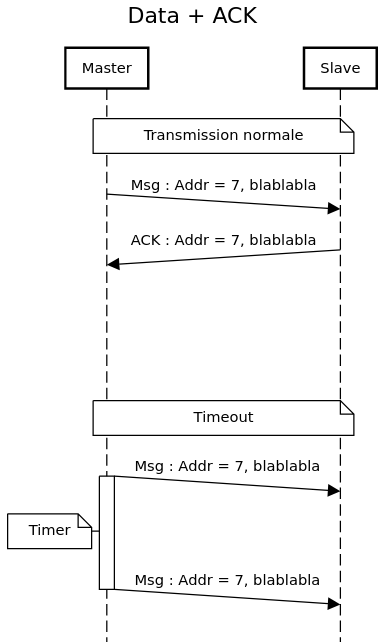 Data + ACK
Master
Slave
Transmission normale
Msg : Addr = 7, blablabla
ACK : Addr = 7, blablabla
Timeout
Msg : Addr = 7, blablabla
Timer
Msg : Addr = 7, blablabla